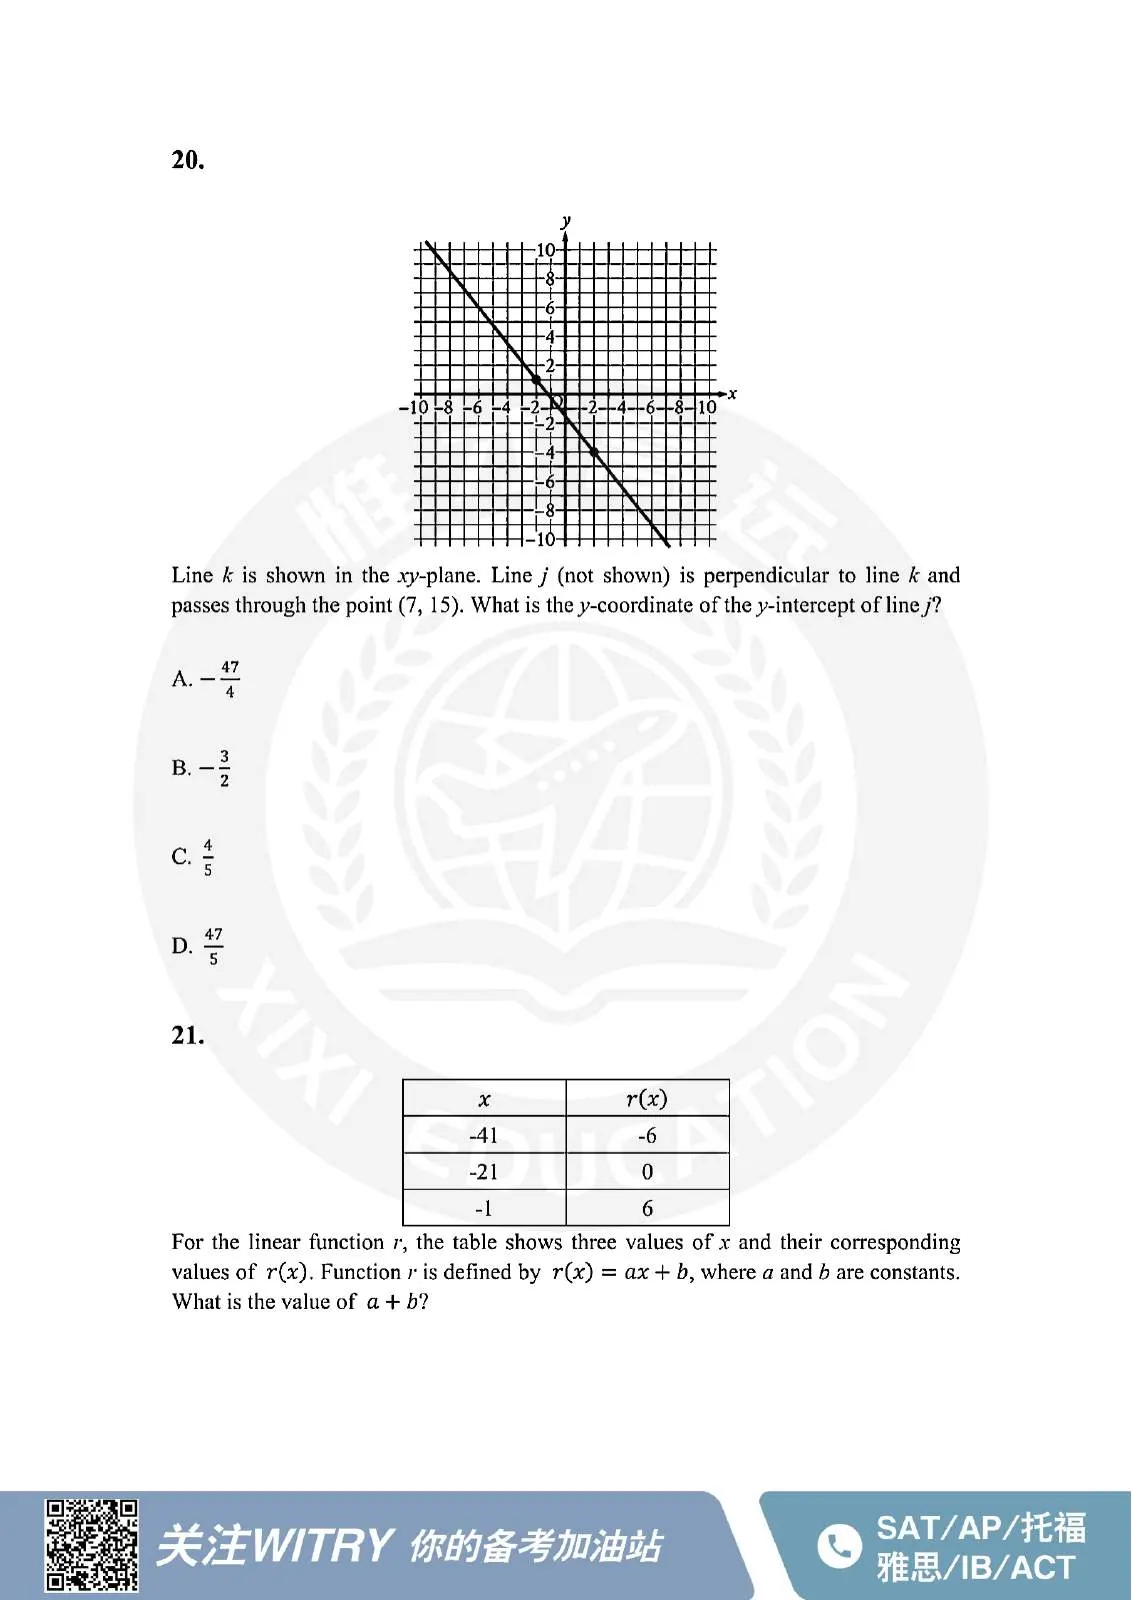 20.
y
10
8
6
4
2
x
-10 -8 -6 -4 -2 O 2 4 6 8 10
-2
-4
-6
-8
-10
Line k is shown in the xy-plane. Line j (not shown) is perpendicular to line k and
passes through the point (7, 15). What is the y-coordinate of the y-intercept of line j?
A. −47/4
B. −3/2
C. 4/5
D. 47/5
21.
x r(x)
-41 -6
-21 0
-1 6
For the linear function r, the table shows three values of x and their corresponding
values of r(x). Function r is defined by r(x) = ax + b, where a and b are constants.
What is the value of a + b?
惟 远
XIXI EDUCATION
关注WITRY 你的备考加油站
SAT/AP/托福
雅思/IB/ACT